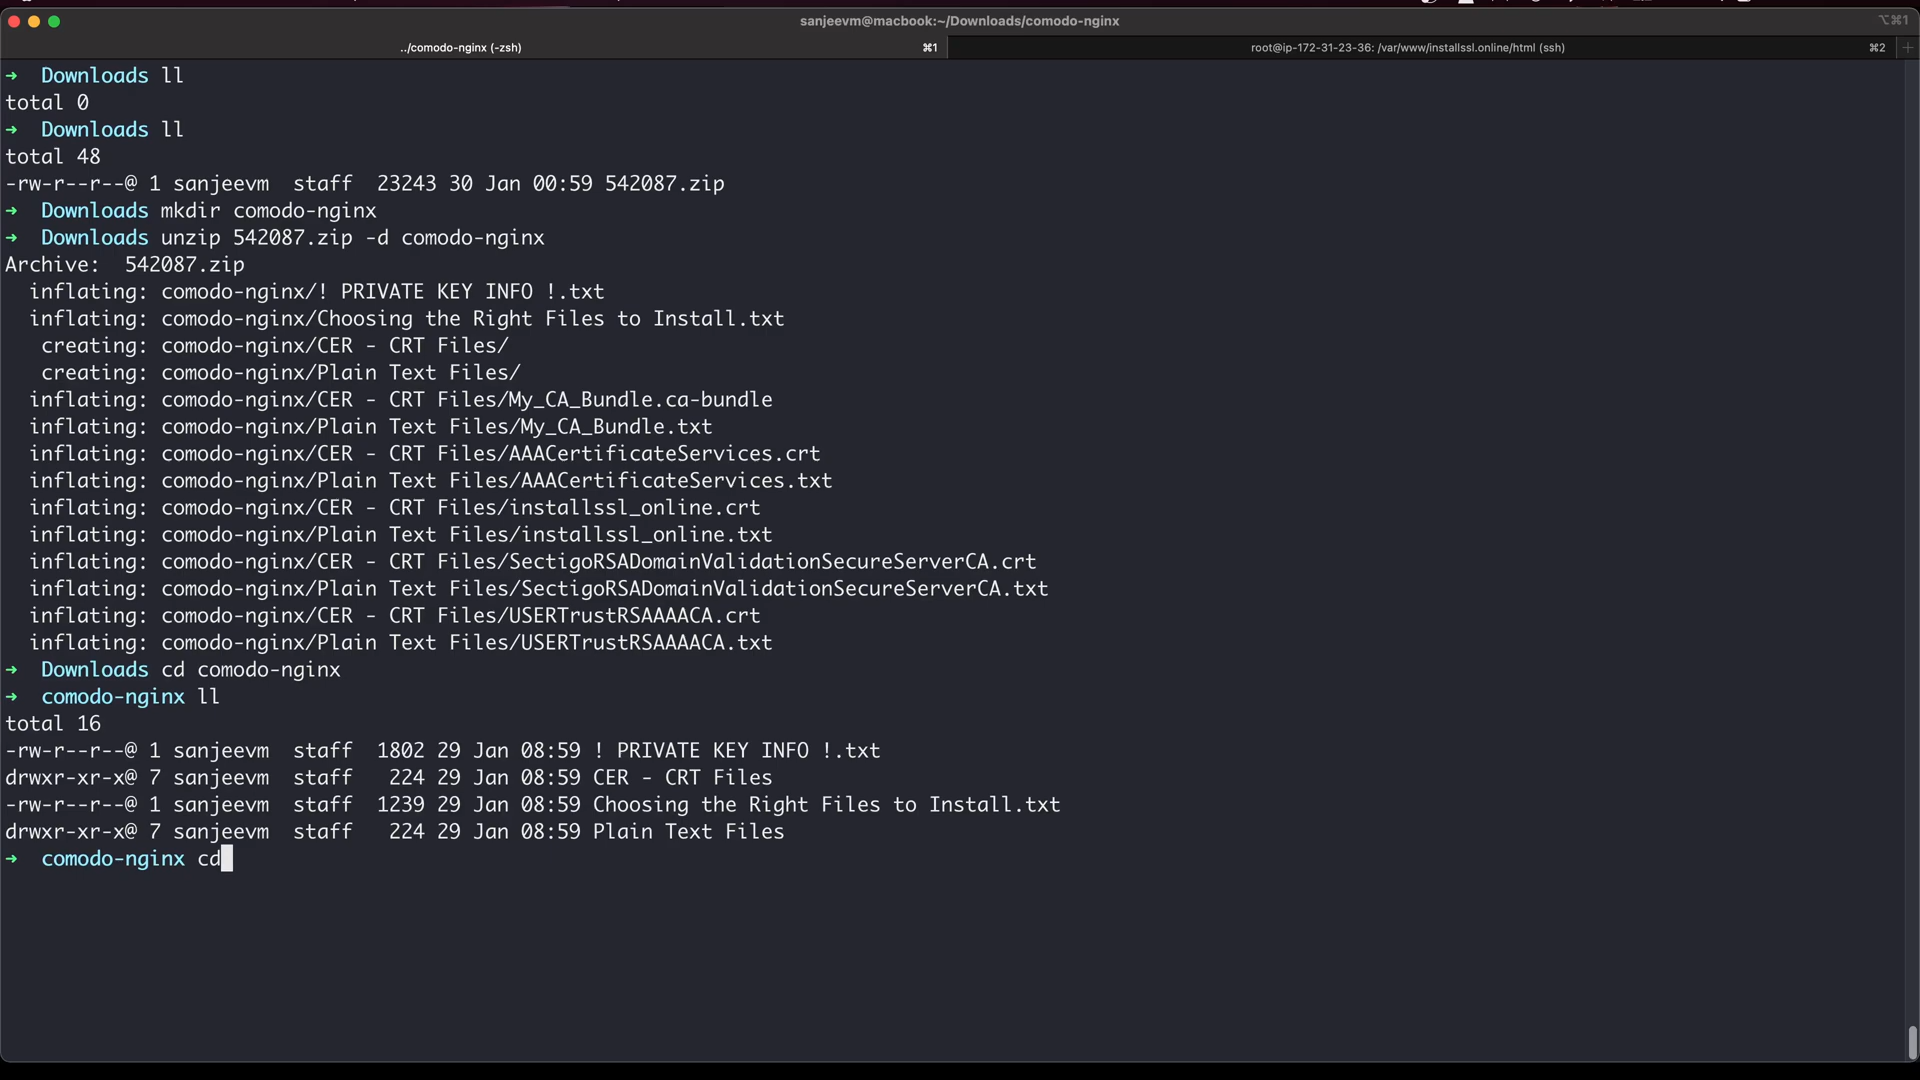 sanjeevm@macbook:~/Downloads/comodo-nginx
⌥⌘1
../comodo-nginx (-zsh)
⌘1
root@ip-172-31-23-36: /var/www/installssl.online/html (ssh)
⌘2
+
➜  Downloads ll
total 0
➜  Downloads ll
total 48
-rw-r--r--@ 1 sanjeevm  staff  23243 30 Jan 00:59 542087.zip
➜  Downloads mkdir comodo-nginx
➜  Downloads unzip 542087.zip -d comodo-nginx
Archive:  542087.zip
  inflating: comodo-nginx/! PRIVATE KEY INFO !.txt
  inflating: comodo-nginx/Choosing the Right Files to Install.txt
   creating: comodo-nginx/CER - CRT Files/
   creating: comodo-nginx/Plain Text Files/
  inflating: comodo-nginx/CER - CRT Files/My_CA_Bundle.ca-bundle
  inflating: comodo-nginx/Plain Text Files/My_CA_Bundle.txt
  inflating: comodo-nginx/CER - CRT Files/AAACertificateServices.crt
  inflating: comodo-nginx/Plain Text Files/AAACertificateServices.txt
  inflating: comodo-nginx/CER - CRT Files/installssl_online.crt
  inflating: comodo-nginx/Plain Text Files/installssl_online.txt
  inflating: comodo-nginx/CER - CRT Files/SectigoRSADomainValidationSecureServerCA.crt
  inflating: comodo-nginx/Plain Text Files/SectigoRSADomainValidationSecureServerCA.txt
  inflating: comodo-nginx/CER - CRT Files/USERTrustRSAAAACA.crt
  inflating: comodo-nginx/Plain Text Files/USERTrustRSAAAACA.txt
➜  Downloads cd comodo-nginx
➜  comodo-nginx ll
total 16
-rw-r--r--@ 1 sanjeevm  staff  1802 29 Jan 08:59 ! PRIVATE KEY INFO !.txt
drwxr-xr-x@ 7 sanjeevm  staff   224 29 Jan 08:59 CER - CRT Files
-rw-r--r--@ 1 sanjeevm  staff  1239 29 Jan 08:59 Choosing the Right Files to Install.txt
drwxr-xr-x@ 7 sanjeevm  staff   224 29 Jan 08:59 Plain Text Files
➜  comodo-nginx cd